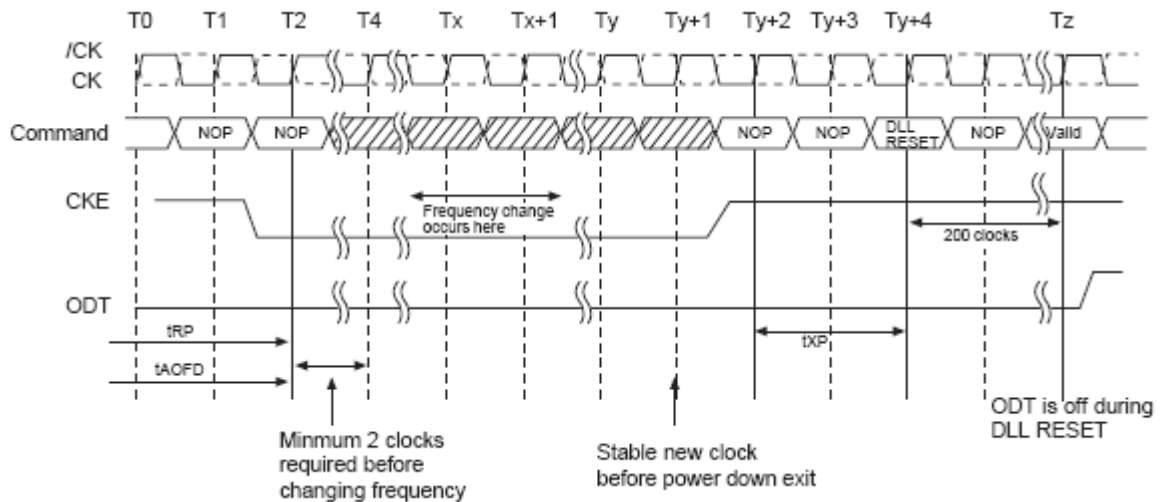 T0 T1 T2 T4 Tx Tx+1 Ty Ty+1 Ty+2 Ty+3 Ty+4 Tz
/CK
CK
Command NOP NOP NOP NOP DLL RESET NOP Valid
CKE
Frequency change
occurs here
200 clocks
ODT
tRP
tXP
tAOFD
Minmum 2 clocks
required before
changing frequency
Stable new clock
before power down exit
ODT is off during
DLL RESET